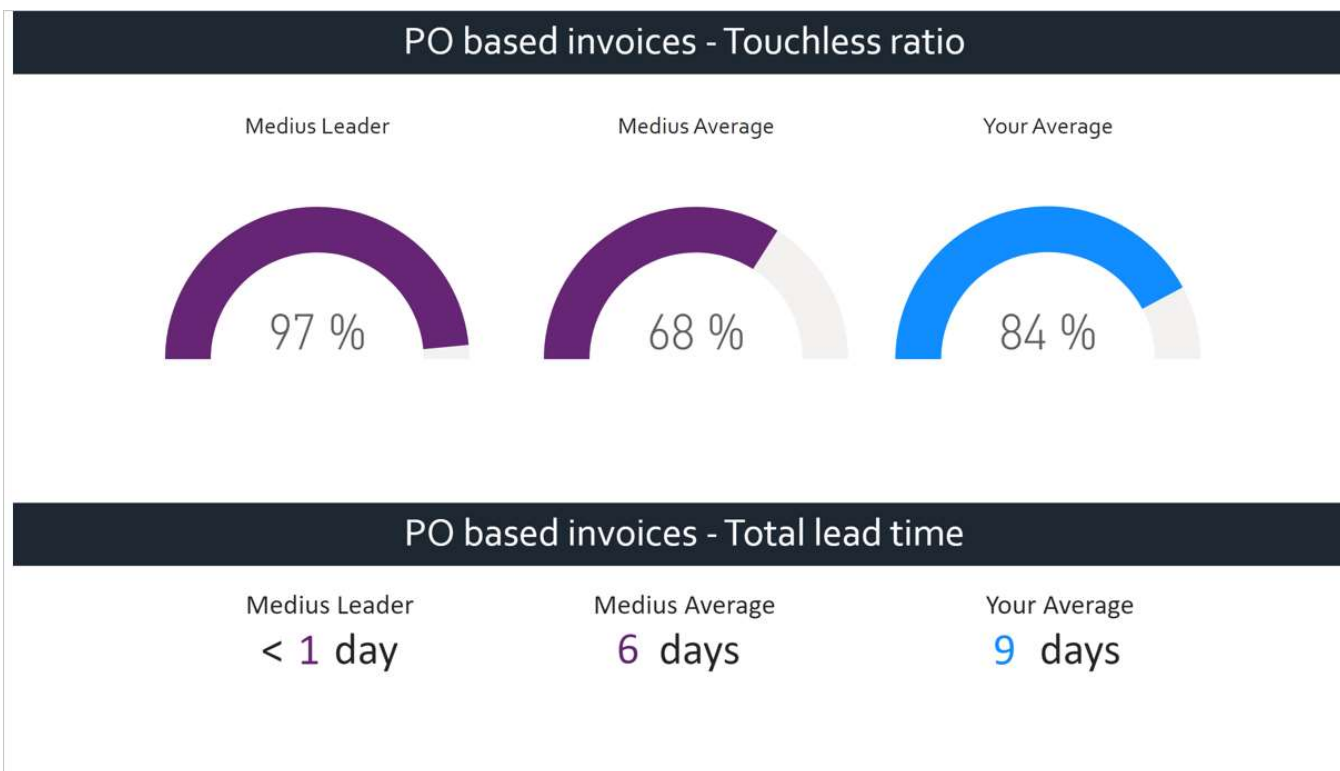 PO based invoices - Touchless ratio
Medius Leader
Medius Average
Your Average
97 %
68 %
84 %
PO based invoices - Total lead time
Medius Leader
Medius Average
Your Average
< 1 day
6 days
9 days